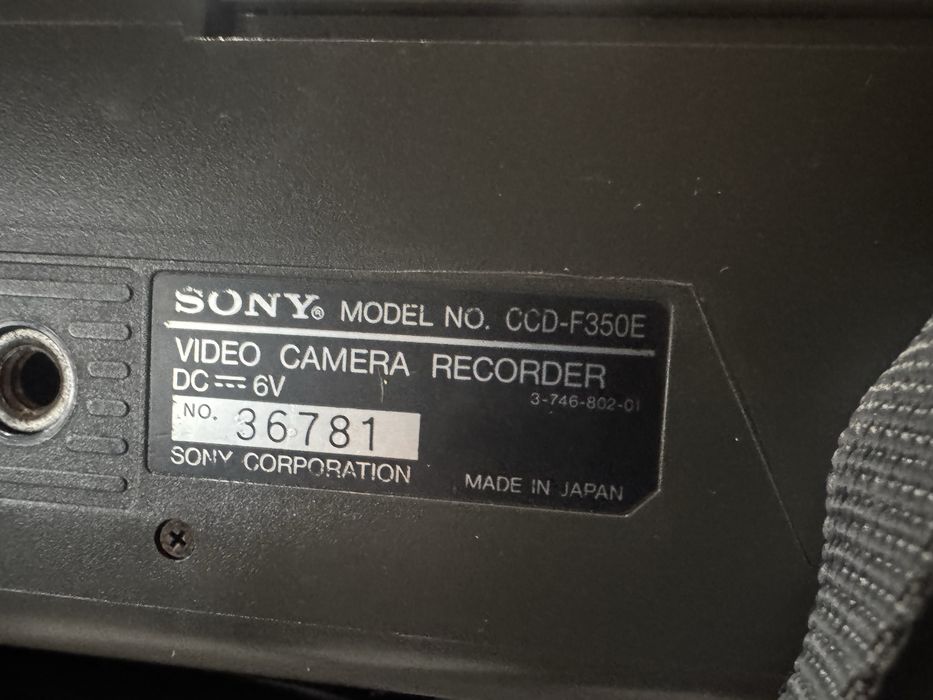 SONY® MODEL NO. CCD-F350E
VIDEO CAMERA RECORDER
DC ⎓ 6V
3-746-802-01
NO. 36781
SONY CORPORATION
MADE IN JAPAN